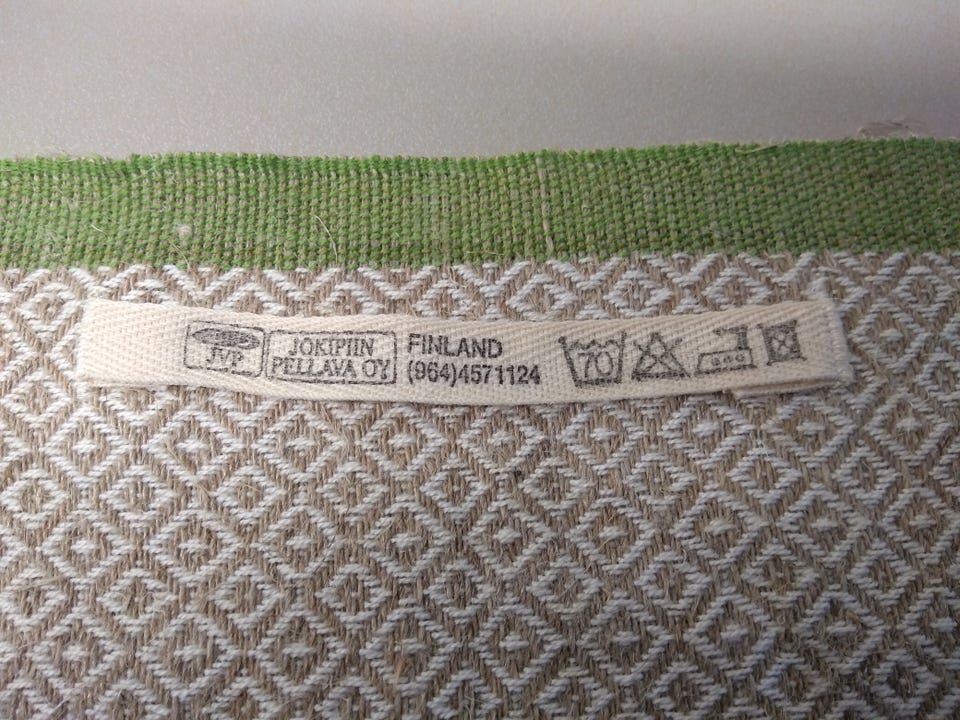 JVP
JOKIPIIN
PELLAVA OY
FINLAND
(964)4571124
70